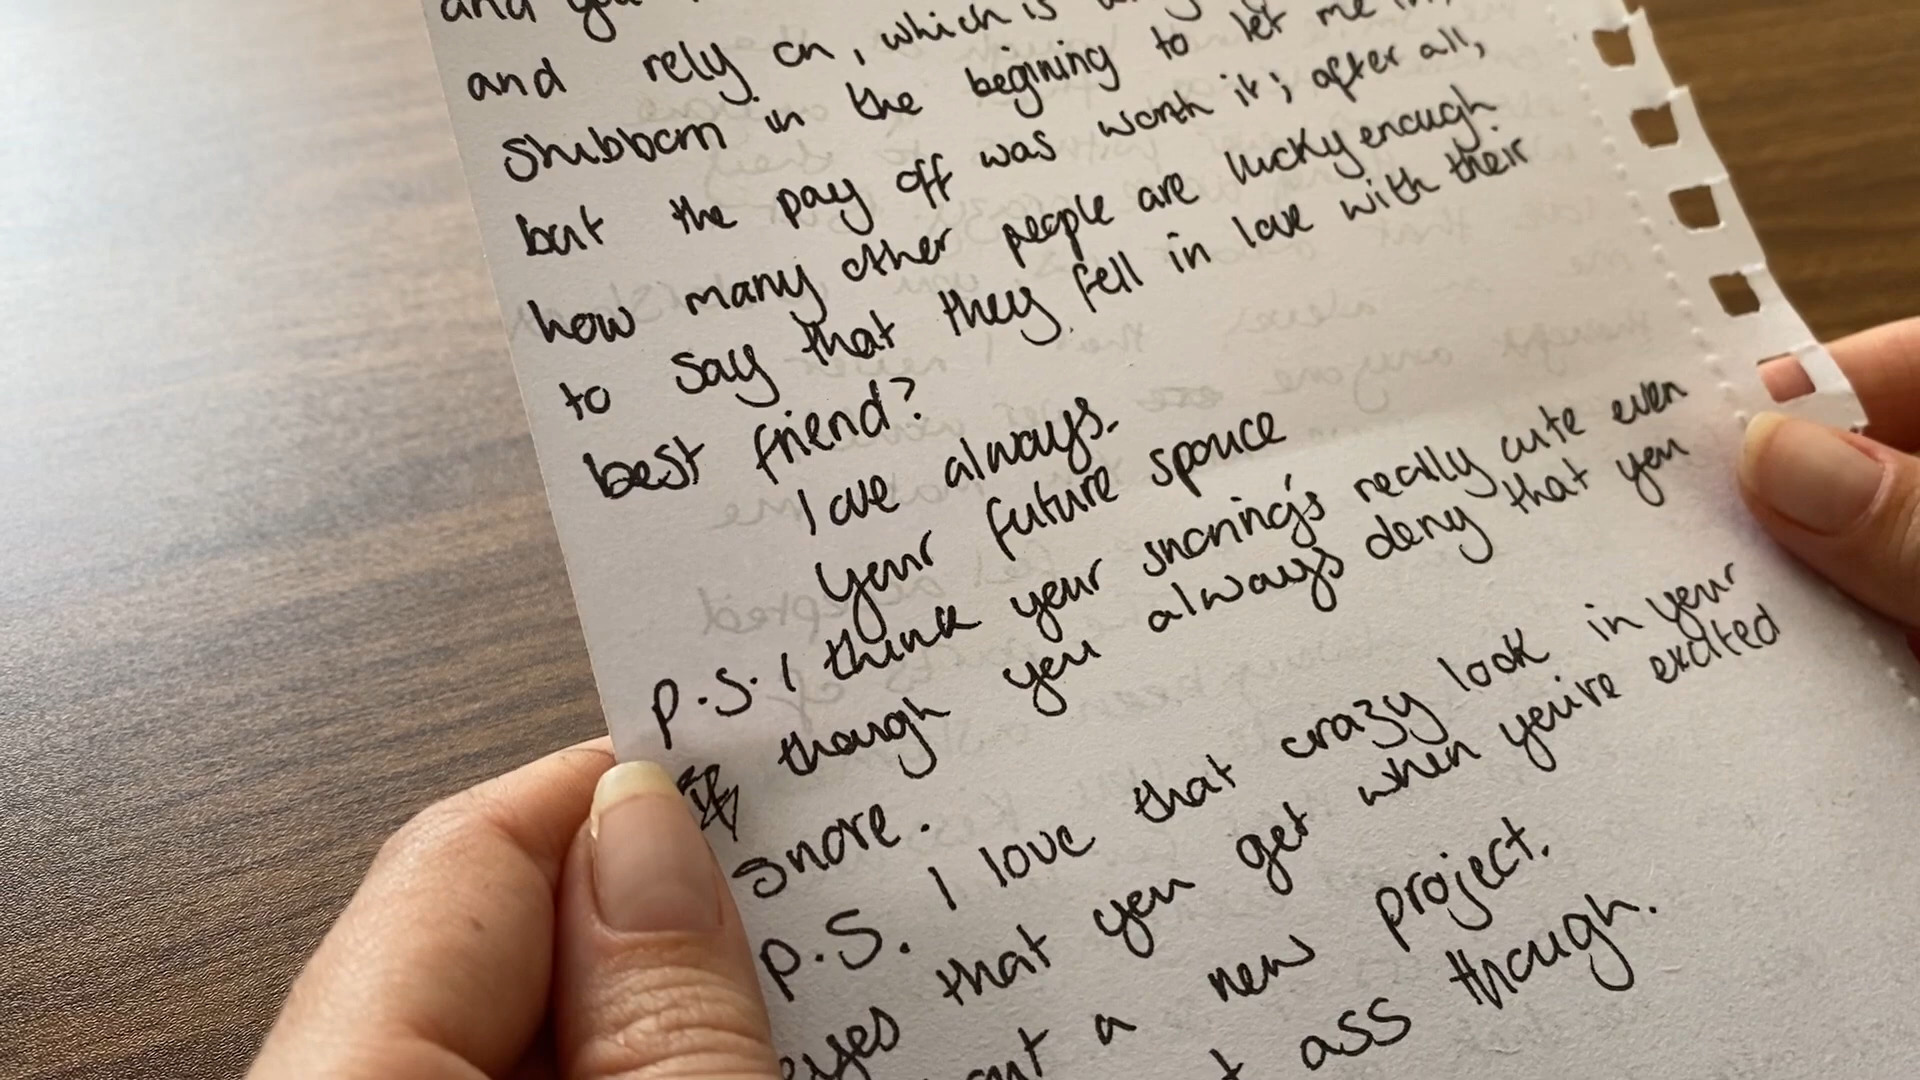 and you
and rely on, which is
stubborn in the begining to let me in,
but the pay off was worth it; after all,
how many other people are lucky enough
to say that they fell in love with their
best friend?
love always.
your future spouce
P.S. I think your snoring's really cute even
though you always deny that you
snore.
P.S. I love that crazy look in your
eyes that you get when you're excited
a new project.
ass though.